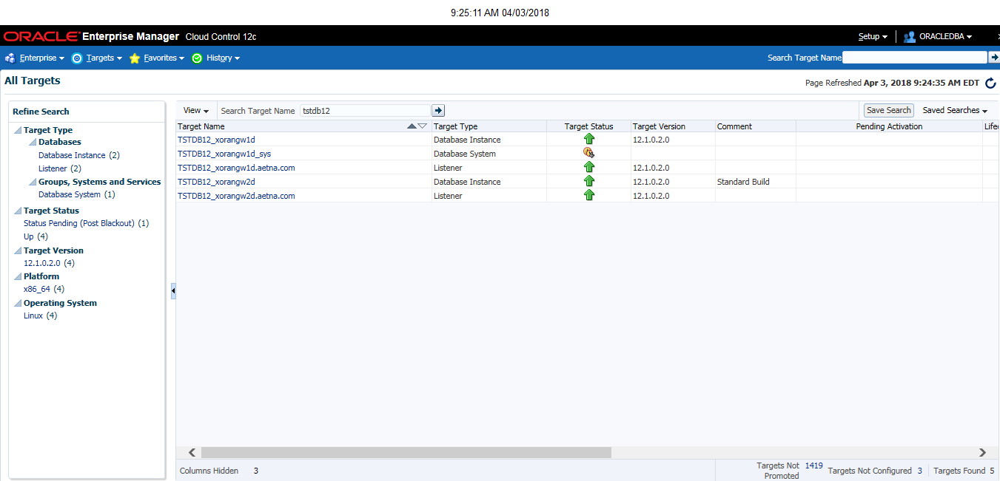 9:25:11 AM 04/03/2018
ORACLE Enterprise Manager Cloud Control 12c
Setup
ORACLEDBA
Enterprise Targets Favorites History
Search Target Name
All Targets
Page Refreshed Apr 3, 2018 9:24:35 AM EDT
Refine Search
Target Type
Databases
Database Instance (2)
Listener (2)
Groups, Systems and Services
Database System (1)
Target Status
Status Pending (Post Blackout) (1)
Up (4)
Target Version
12.1.0.2.0 (4)
Platform
x86_64 (4)
Operating System
Linux (4)
View Search Target Name tstdb12 Save Search Saved Searches
Target Name Target Type Target Status Target Version Comment Pending Activation Life
TSTDB12_xorangw1d Database Instance 12.1.0.2.0
TSTDB12_xorangw1d_sys Database System
TSTDB12_xorangw1d.aetna.com Listener 12.1.0.2.0
TSTDB12_xorangw2d Database Instance 12.1.0.2.0 Standard Build
TSTDB12_xorangw2d.aetna.com Listener 12.1.0.2.0
Columns Hidden 3
Targets Not Promoted 1419
Targets Not Configured 3
Targets Found 5